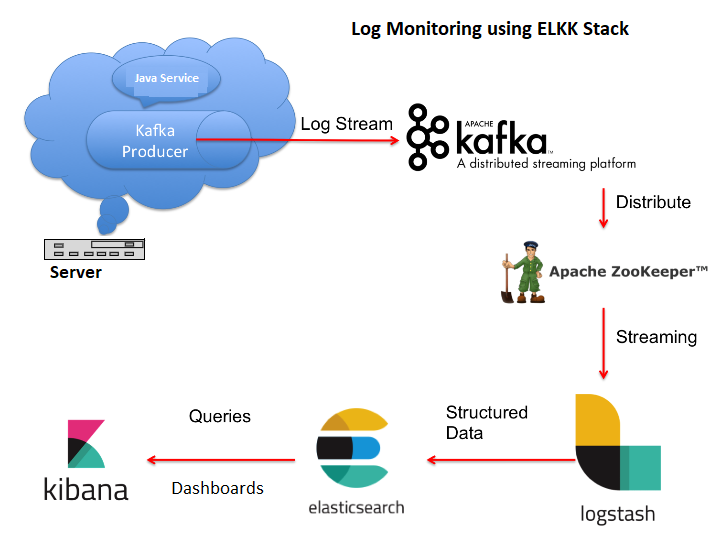 Log Monitoring using ELKK Stack
Java Service
Kafka
Producer
Log Stream
APACHE
kafka™
A distributed streaming platform
Distribute
Server
Apache ZooKeeper™
Streaming
Queries
Structured
Data
Dashboards
kibana
elasticsearch
logstash